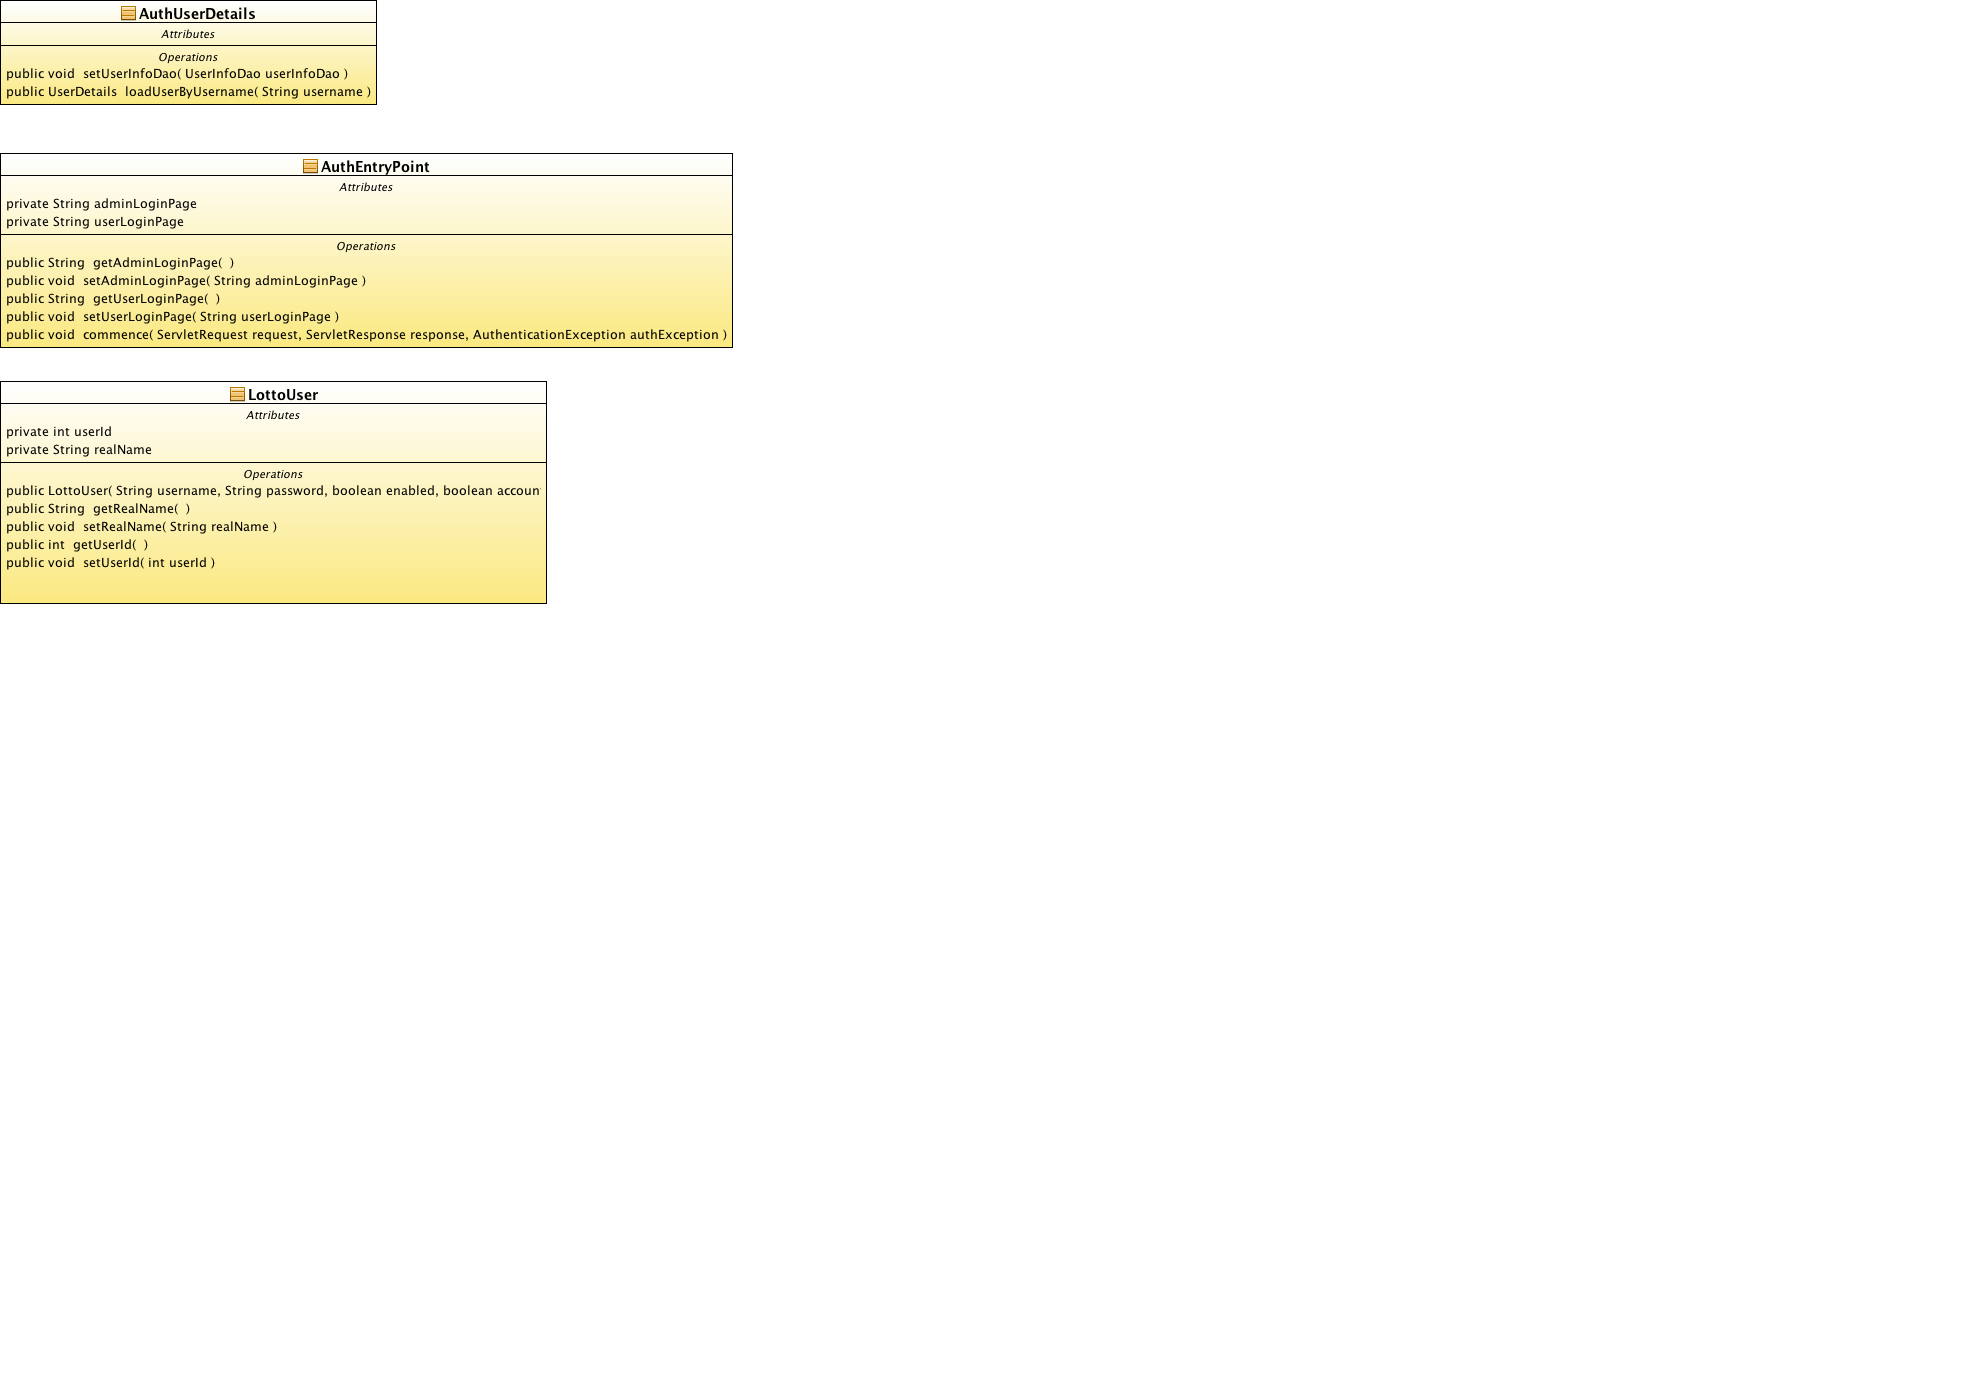 AuthUserDetails
Attributes
Operations
public void setUserInfoDao( UserInfoDao userInfoDao )
public UserDetails loadUserByUsername( String username )
AuthEntryPoint
Attributes
private String adminLoginPage
private String userLoginPage
Operations
public String getAdminLoginPage( )
public void setAdminLoginPage( String adminLoginPage )
public String getUserLoginPage( )
public void setUserLoginPage( String userLoginPage )
public void commence( ServletRequest request, ServletResponse response, AuthenticationException authException )
LottoUser
Attributes
private int userId
private String realName
Operations
public LottoUser( String username, String password, boolean enabled, boolean accoun
public String getRealName( )
public void setRealName( String realName )
public int getUserId( )
public void setUserId( int userId )